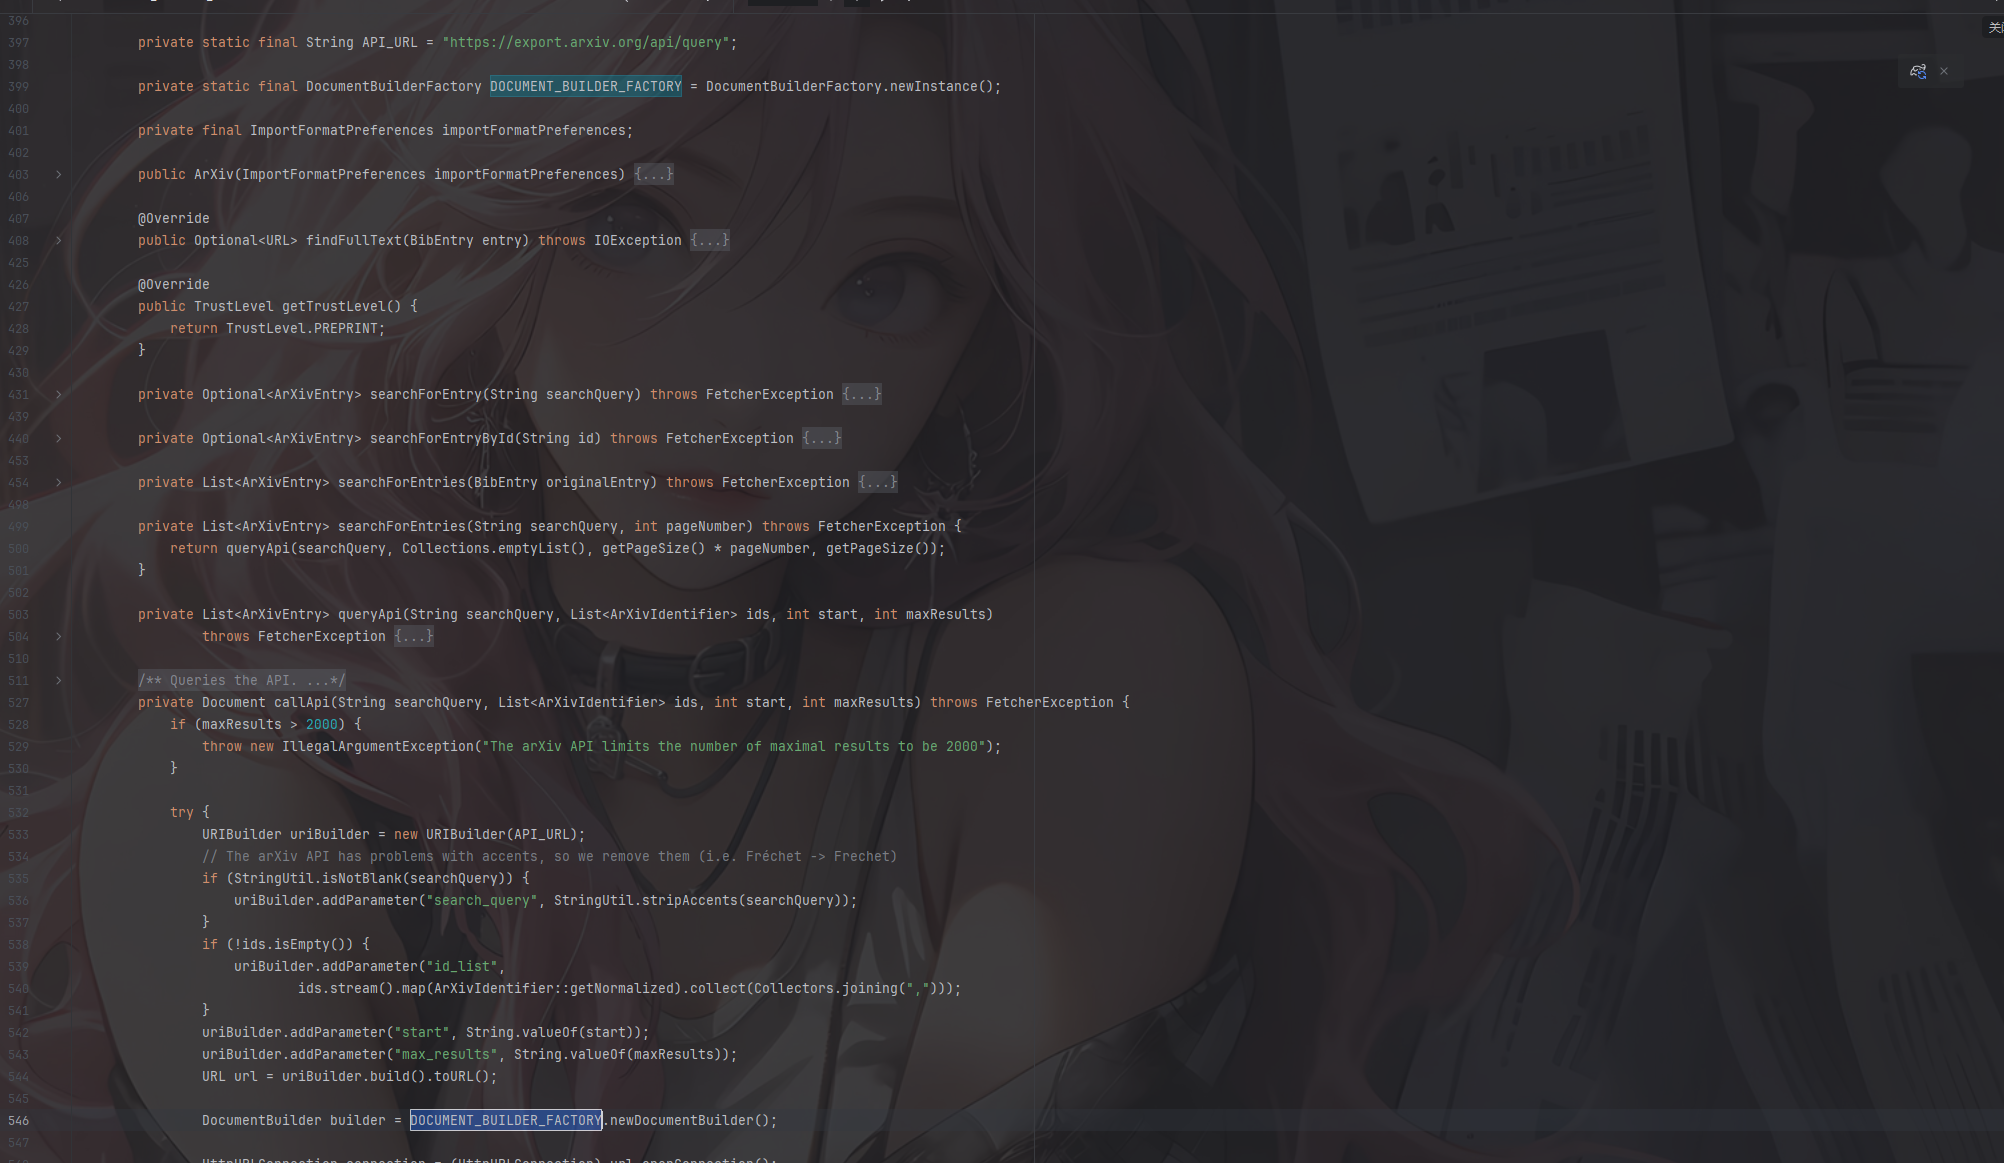 关
396
397 private static final String API_URL = "https://export.arxiv.org/api/query";
398
399 private static final DocumentBuilderFactory DOCUMENT_BUILDER_FACTORY = DocumentBuilderFactory.newInstance();
400
401 private final ImportFormatPreferences importFormatPreferences;
402
403 public ArXiv(ImportFormatPreferences importFormatPreferences) {...}
406
407 @Override
408 public Optional<URL> findFullText(BibEntry entry) throws IOException {...}
425
426 @Override
427 public TrustLevel getTrustLevel() {
428 return TrustLevel.PREPRINT;
429 }
430
431 private Optional<ArXivEntry> searchForEntry(String searchQuery) throws FetcherException {...}
439
440 private Optional<ArXivEntry> searchForEntryById(String id) throws FetcherException {...}
453
454 private List<ArXivEntry> searchForEntries(BibEntry originalEntry) throws FetcherException {...}
498
499 private List<ArXivEntry> searchForEntries(String searchQuery, int pageNumber) throws FetcherException {
500 return queryApi(searchQuery, Collections.emptyList(), getPageSize() * pageNumber, getPageSize());
501 }
502
503 private List<ArXivEntry> queryApi(String searchQuery, List<ArXivIdentifier> ids, int start, int maxResults)
504 throws FetcherException {...}
510
511 /** Queries the API. ...*/
527 private Document callApi(String searchQuery, List<ArXivIdentifier> ids, int start, int maxResults) throws FetcherException {
528 if (maxResults > 2000) {
529 throw new IllegalArgumentException("The arXiv API limits the number of maximal results to be 2000");
530 }
531
532 try {
533 URIBuilder uriBuilder = new URIBuilder(API_URL);
534 // The arXiv API has problems with accents, so we remove them (i.e. Fréchet -> Frechet)
535 if (StringUtil.isNotBlank(searchQuery)) {
536 uriBuilder.addParameter("search_query", StringUtil.stripAccents(searchQuery));
537 }
538 if (!ids.isEmpty()) {
539 uriBuilder.addParameter("id_list",
540 ids.stream().map(ArXivIdentifier::getNormalized).collect(Collectors.joining(",")));
541 }
542 uriBuilder.addParameter("start", String.valueOf(start));
543 uriBuilder.addParameter("max_results", String.valueOf(maxResults));
544 URL url = uriBuilder.build().toURL();
545
546 DocumentBuilder builder = DOCUMENT_BUILDER_FACTORY.newDocumentBuilder();
547
HttpURLConnection connection = (HttpURLConnection) url.openConnection();